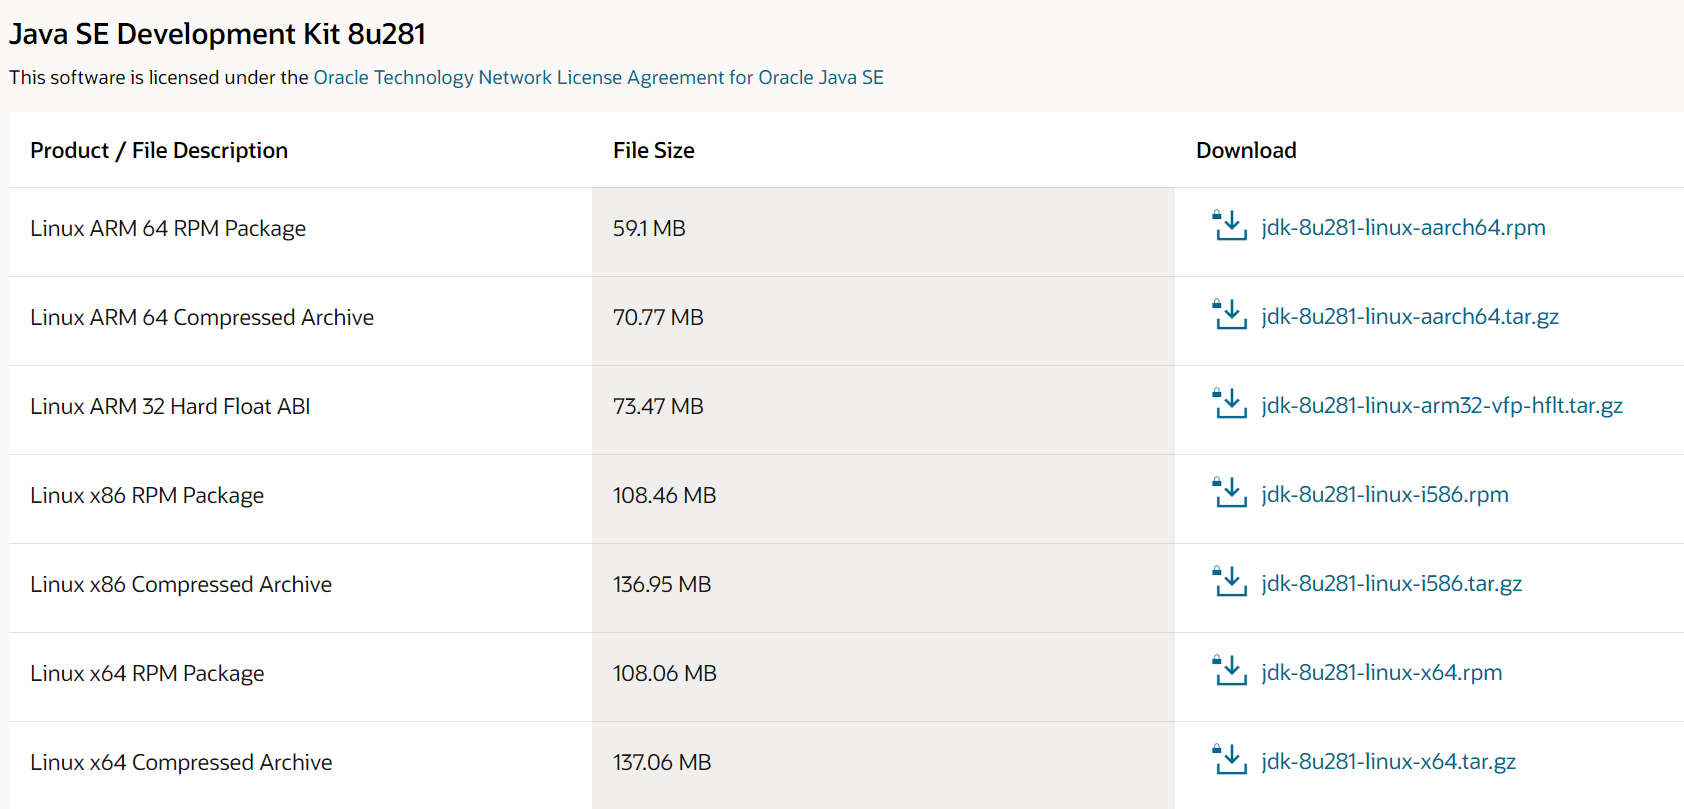 Java SE Development Kit 8u281
This software is licensed under the Oracle Technology Network License Agreement for Oracle Java SE
Product / File Description File Size Download
Linux ARM 64 RPM Package 59.1 MB jdk-8u281-linux-aarch64.rpm
Linux ARM 64 Compressed Archive 70.77 MB jdk-8u281-linux-aarch64.tar.gz
Linux ARM 32 Hard Float ABI 73.47 MB jdk-8u281-linux-arm32-vfp-hflt.tar.gz
Linux x86 RPM Package 108.46 MB jdk-8u281-linux-i586.rpm
Linux x86 Compressed Archive 136.95 MB jdk-8u281-linux-i586.tar.gz
Linux x64 RPM Package 108.06 MB jdk-8u281-linux-x64.rpm
Linux x64 Compressed Archive 137.06 MB jdk-8u281-linux-x64.tar.gz